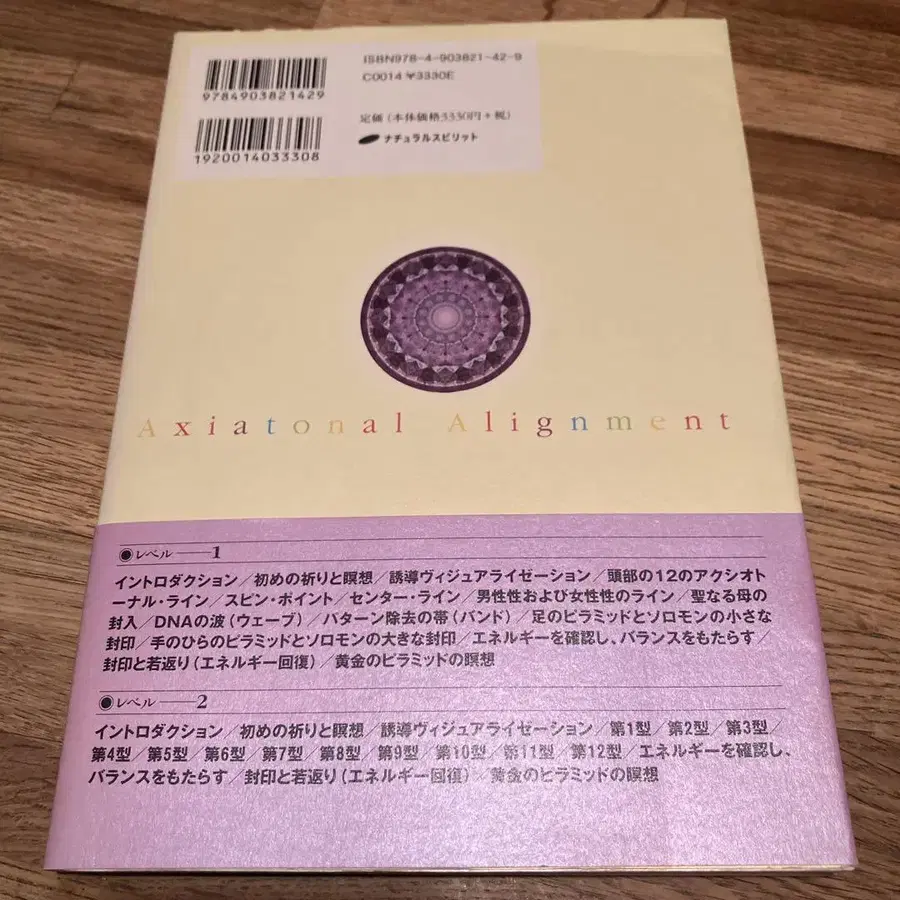 ISBN978-4-903821-42-9
C0014 ¥3330E
9784903821429
定価（本体価格3330円＋税）
ナチュラルスピリット
1920014033308
Axiatonal Alignment
●レベル──1
イントロダクション／初めの祈りと瞑想／誘導ヴィジュアライゼーション／頭部の12のアクシオト
ーナル・ライン／スピン・ポイント／センター・ライン／男性性および女性性のライン／聖なる母の
封入／DNAの波（ウェーブ）／パターン除去の帯（バンド）／足のピラミッドとソロモンの小さな
封印／手のひらのピラミッドとソロモンの大きな封印／エネルギーを確認し、バランスをもたらす／
封印と若返り（エネルギー回復）／黄金のピラミッドの瞑想
●レベル──2
イントロダクション／初めの祈りと瞑想／誘導ヴィジュアライゼーション／第1型／第2型／第3型／
第4型／第5型／第6型／第7型／第8型／第9型／第10型／第11型／第12型／エネルギーを確認し、
バランスをもたらす／封印と若返り（エネルギー回復）／黄金のピラミッドの瞑想